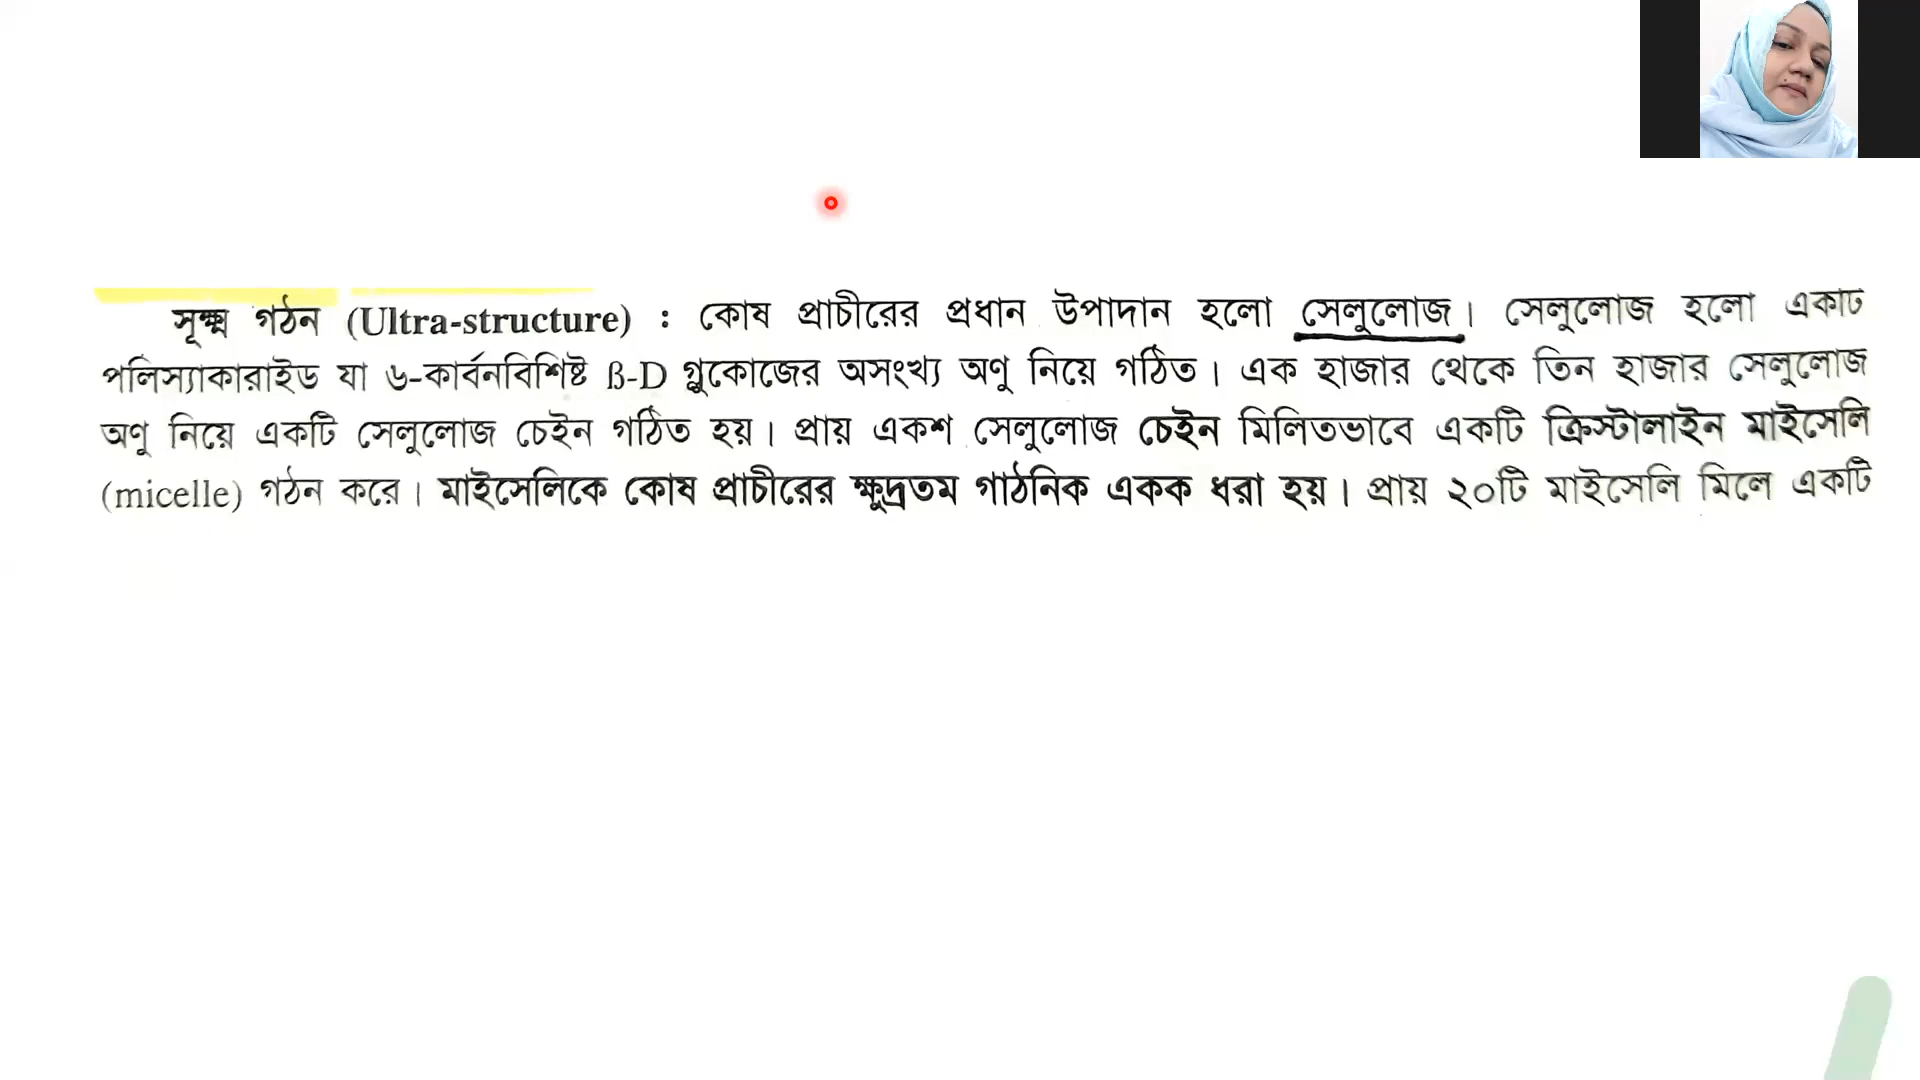 সূক্ষ্ম গঠন (Ultra-structure) : কোষ প্রাচীরের প্রধান উপাদান হলো সেলুলোজ। সেলুলোজ হলো একটি
পলিস্যাকারাইড যা ৬-কার্বনবিশিষ্ট ß-D গ্লুকোজের অসংখ্য অণু নিয়ে গঠিত। এক হাজার থেকে তিন হাজার সেলুলোজ
অণু নিয়ে একটি সেলুলোজ চেইন গঠিত হয়। প্রায় একশ সেলুলোজ চেইন মিলিতভাবে একটি ক্রিস্টালাইন মাইসেলি
(micelle) গঠন করে। মাইসেলিকে কোষ প্রাচীরের ক্ষুদ্রতম গাঠনিক একক ধরা হয়। প্রায় ২০টি মাইসেলি মিলে একটি